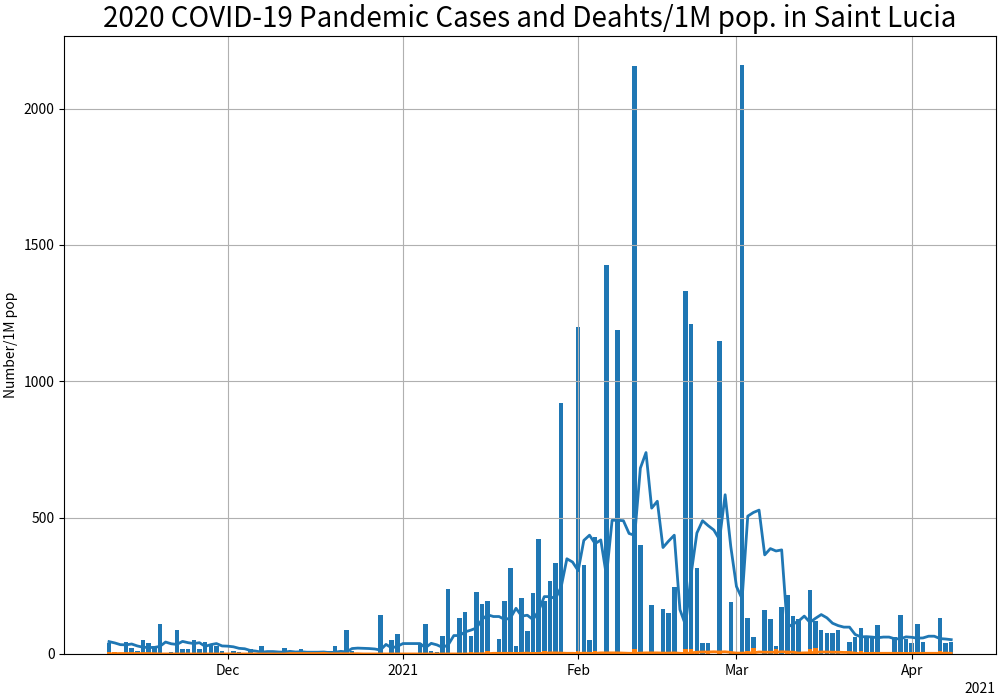 2020 COVID-19 Pandemic Cases and Deahts/1M pop. in Saint Lucia
Number/1M pop
2000
1500
1000
500
0
Dec
2021
Feb
Mar
Apr
2021